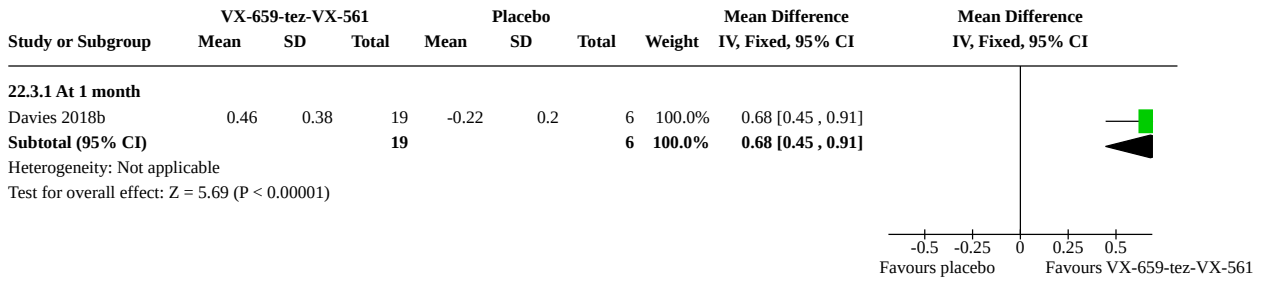 VX-659-tez-VX-561 Placebo Mean Difference Mean Difference
Study or Subgroup Mean SD Total Mean SD Total Weight IV, Fixed, 95% CI IV, Fixed, 95% CI
22.3.1 At 1 month
Davies 2018b 0.46 0.38 19 -0.22 0.2 6 100.0% 0.68 [0.45 , 0.91]
Subtotal (95% CI) 19 6 100.0% 0.68 [0.45 , 0.91]
Heterogeneity: Not applicable
Test for overall effect: Z = 5.69 (P < 0.00001)
-0.5 -0.25 0 0.25 0.5
Favours placebo Favours VX-659-tez-VX-561